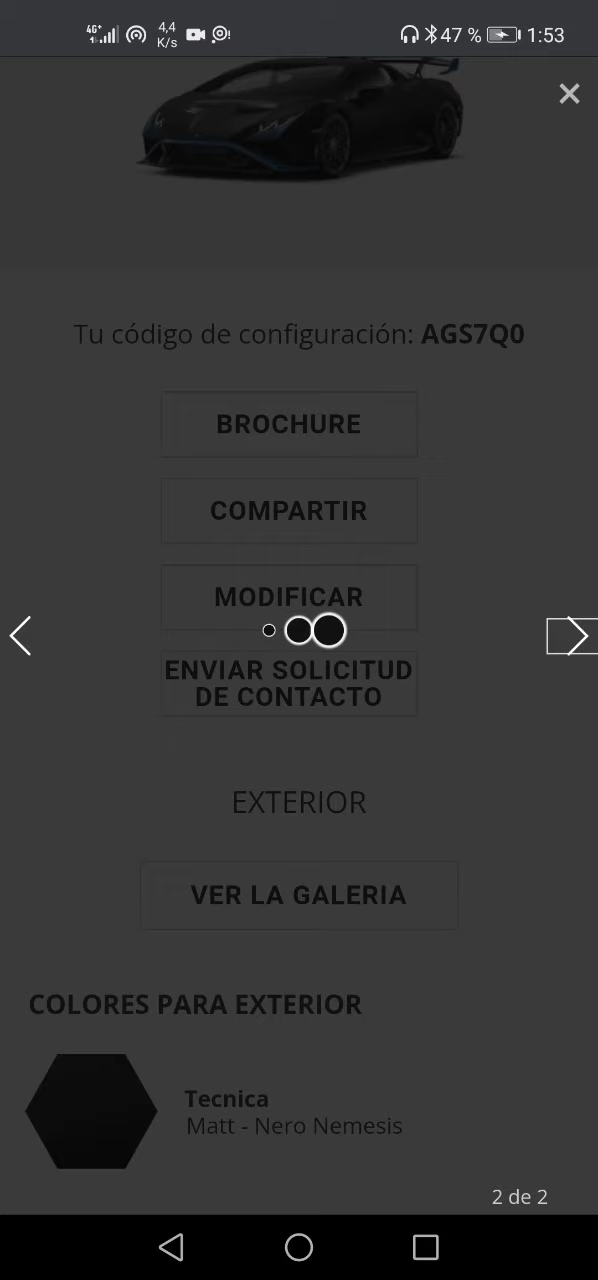 4G+ 4,4 K/s 47 % 1:53
Tu código de configuración: AGS7Q0
BROCHURE
COMPARTIR
MODIFICAR
ENVIAR SOLICITUD
DE CONTACTO
EXTERIOR
VER LA GALERIA
COLORES PARA EXTERIOR
Tecnica
Matt - Nero Nemesis
2 de 2